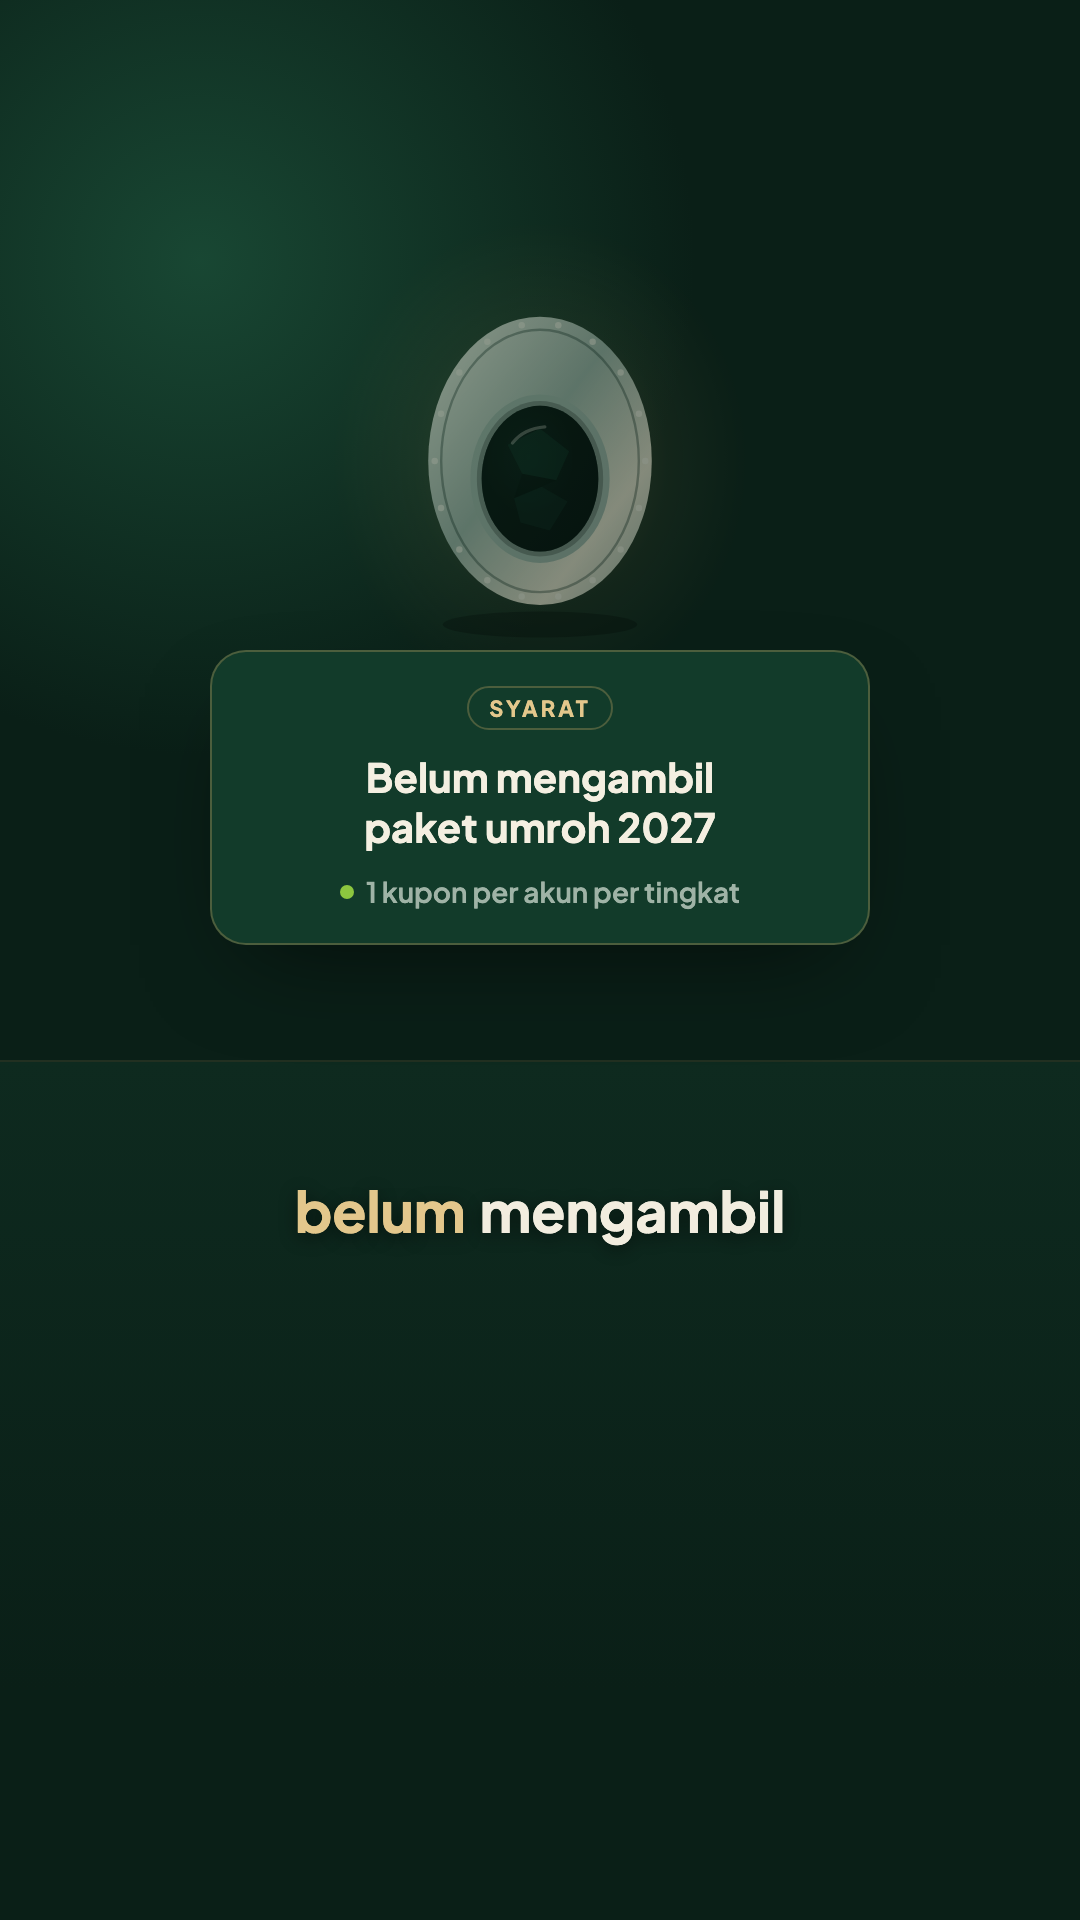 SYARAT
Belum mengambil
paket umroh 2027
1 kupon per akun per tingkat
belum mengambil